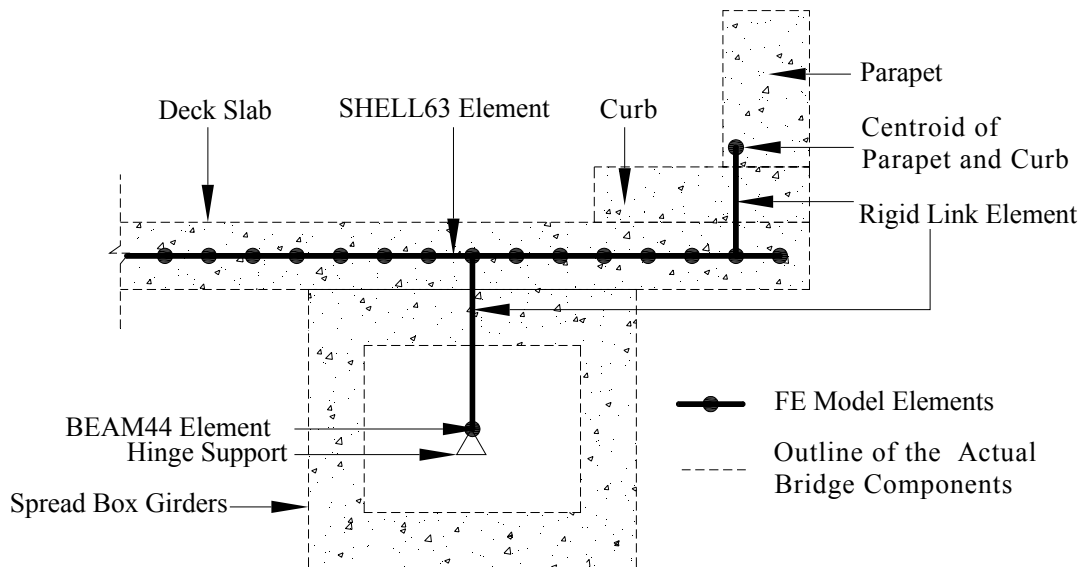 Parapet
Deck Slab
SHELL63 Element
Curb
Centroid of
Parapet and Curb
Rigid Link Element
BEAM44 Element
Hinge Support
Spread Box Girders
FE Model Elements
Outline of the Actual
Bridge Components